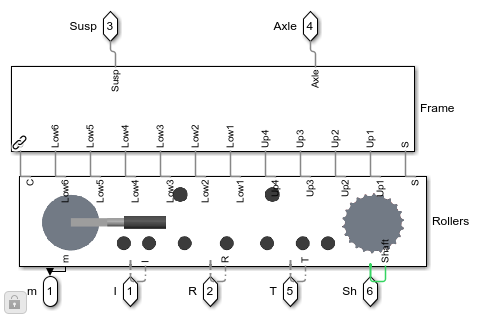 Susp 3 Axle 4
Susp Axle
Frame
Low6 Low5 Low4 Low3 Low2 Low1 Up4 Up3 Up2 Up1 S
C Low6 Low5 Low4 Low3 Low2 Low1 Up4 Up3 Up2 Up1 S
Rollers
m I R T Shaft
m 1 I 1 R 2 T 5 Sh 6